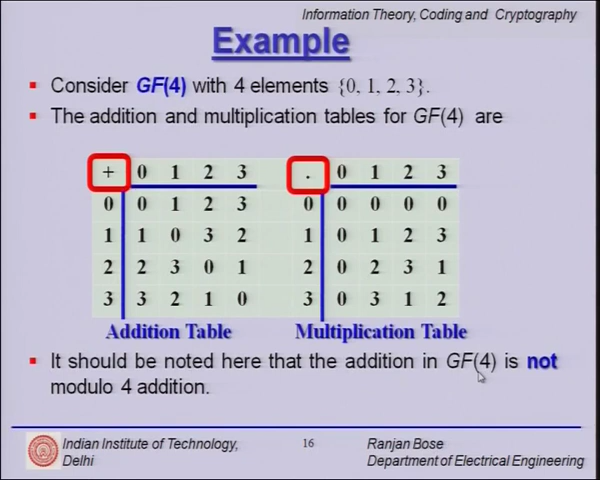 Information Theory, Coding and Cryptography
Example
Consider GF(4) with 4 elements {0, 1, 2, 3}.
The addition and multiplication tables for GF(4) are
+ 0 1 2 3
0 0 1 2 3
1 1 0 3 2
2 2 3 0 1
3 3 2 1 0
Addition Table
. 0 1 2 3
0 0 0 0 0
1 0 1 2 3
2 0 2 3 1
3 0 3 1 2
Multiplication Table
It should be noted here that the addition in GF(4) is not
modulo 4 addition.
Indian Institute of Technology,
Delhi
16
Ranjan Bose
Department of Electrical Engineering